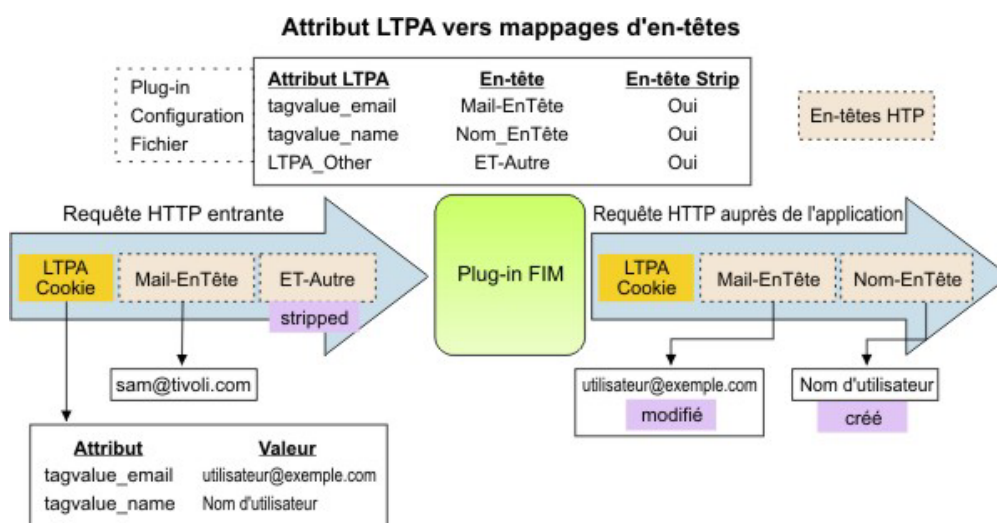 Attribut LTPA vers mappages d'en-têtes
Plug-in
Configuration
Fichier
Attribut LTPA En-tête En-tête Strip
tagvalue_email Mail-EnTête Oui
tagvalue_name Nom_EnTête Oui
LTPA_Other ET-Autre Oui
En-têtes HTP
Requête HTTP entrante
LTPA
Cookie
Mail-EnTête
ET-Autre
stripped
Plug-in FIM
Requête HTTP auprès de l'application
LTPA
Cookie
Mail-EnTête
Nom-EnTête
sam@tivoli.com
utilisateur@exemple.com
modifié
Nom d'utilisateur
créé
Attribut Valeur
tagvalue_email utilisateur@exemple.com
tagvalue_name Nom d'utilisateur